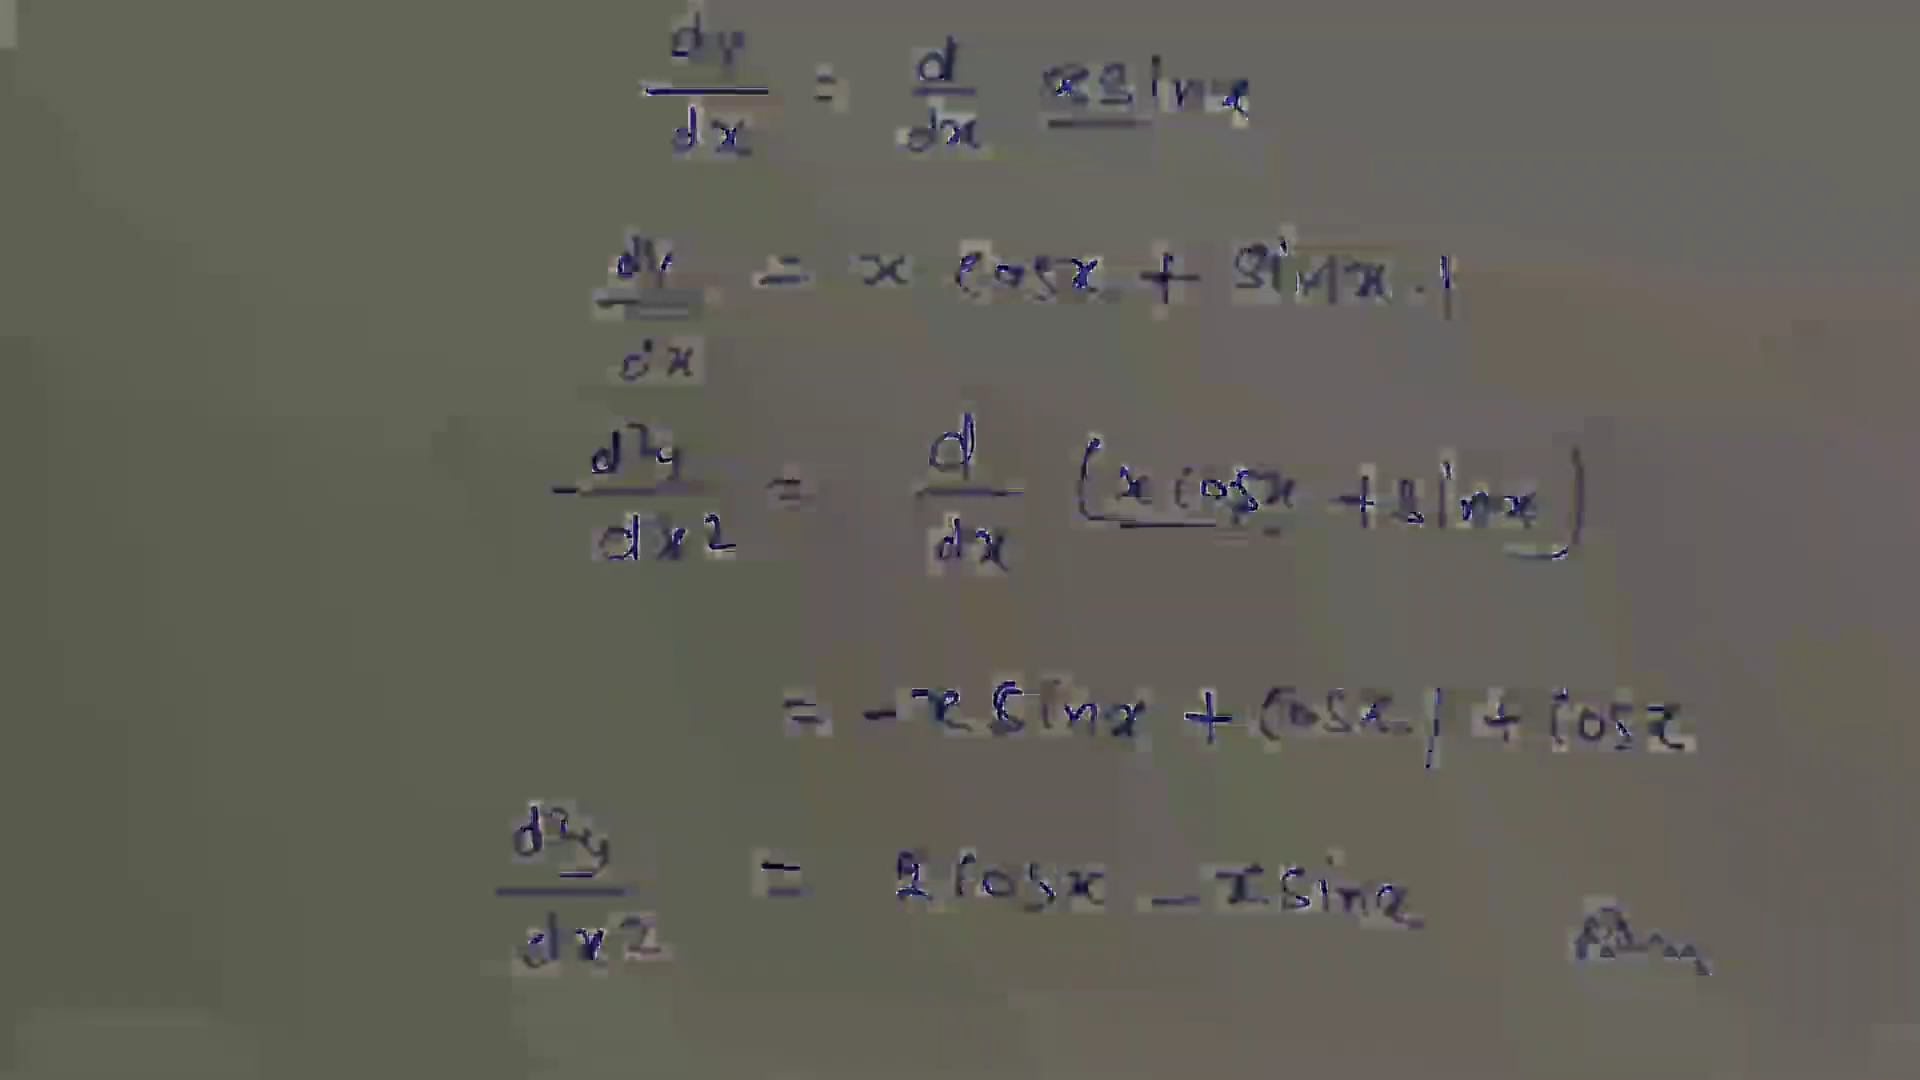 dy/dx = d/dx x sinx
dy/dx = x cosx + sinx . 1
d²y/dx² = d/dx (x cosx + sinx)
= -x sinx + cosx . 1 + cosx
d²y/dx² = 2 cosx - x sinx